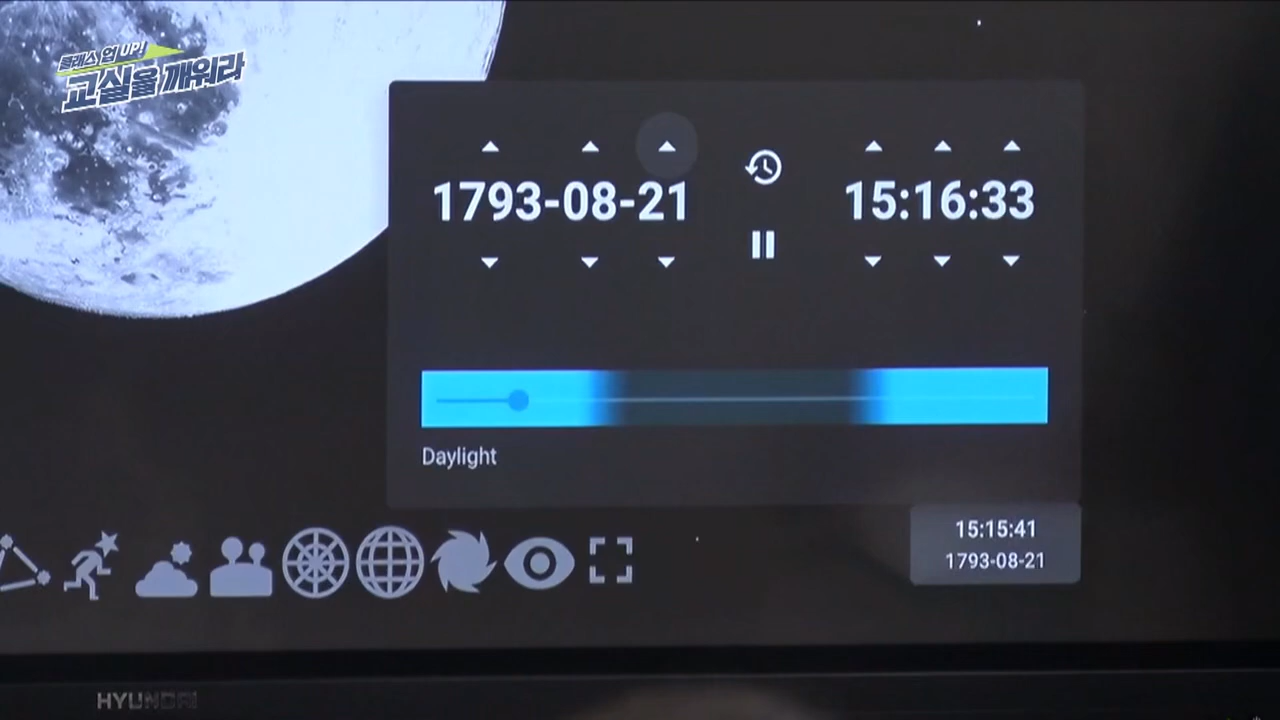 클래스 업 UP!
교실을 깨워라
1793-08-21
15:16:33
Daylight
15:15:41
1793-08-21
HYUNDAI